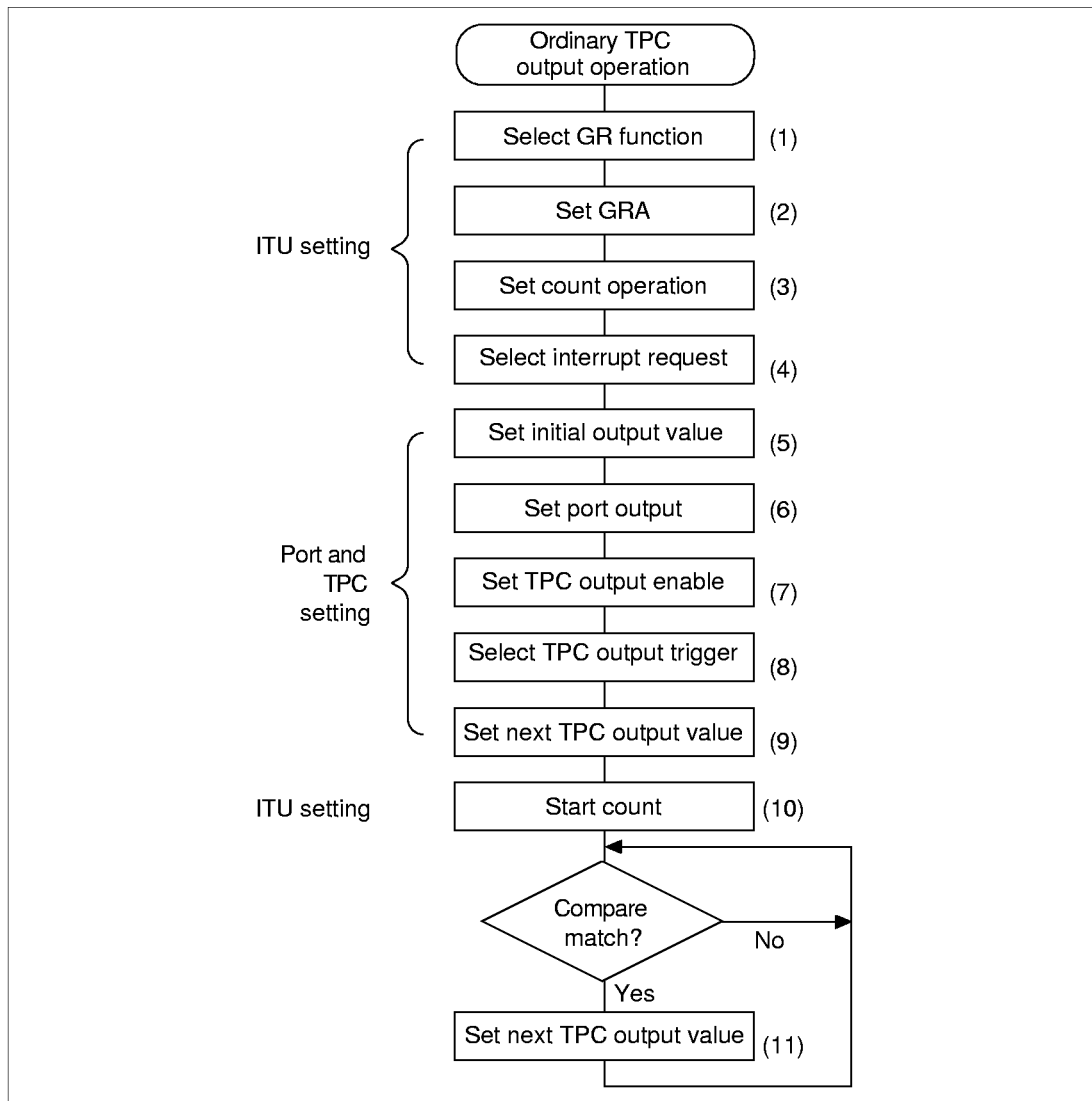 Ordinary TPC
output operation
Select GR function
(1)
Set GRA
(2)
ITU setting
Set count operation
(3)
Select interrupt request
(4)
Set initial output value
(5)
Set port output
(6)
Port and
TPC
setting
Set TPC output enable
(7)
Select TPC output trigger
(8)
Set next TPC output value
(9)
ITU setting
Start count
(10)
Compare
match?
No
Yes
Set next TPC output value
(11)